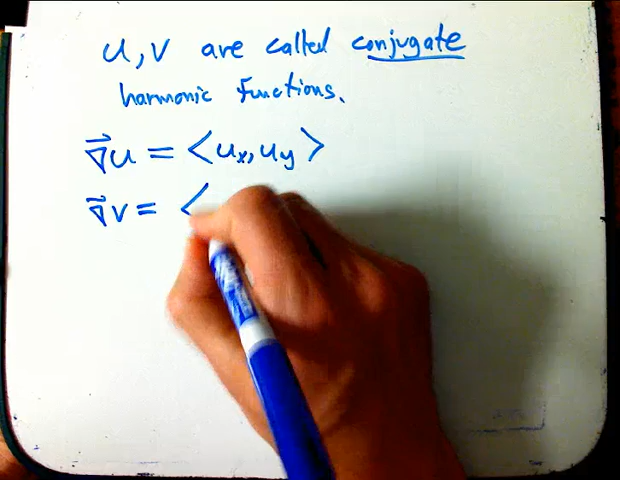 u, v are called conjugate
harmonic functions.
∇⃗u = <uₓ, u_y>
∇⃗v = <